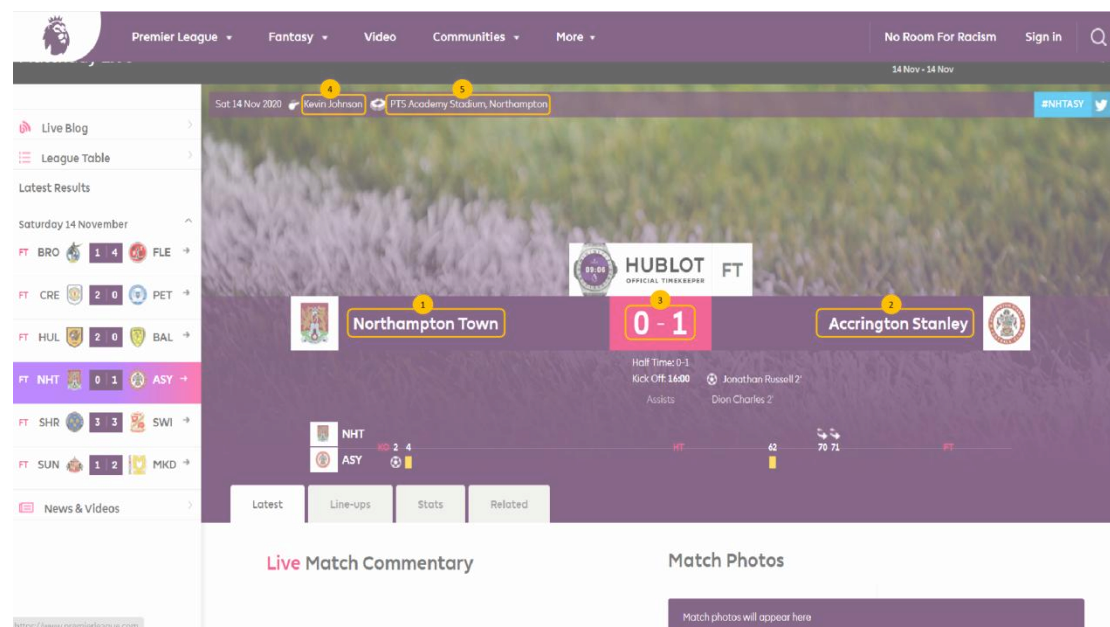 Premier League
Fantasy
Video
Communities
More
No Room For Racism
Sign in
14 Nov - 14 Nov
4
5
Sat 14 Nov 2020 Kevin Johnson PTS Academy Stadium, Northampton
#NHTASY
Live Blog
League Table
Latest Results
Saturday 14 November
FT BRO 1 4 FLE
FT CRE 2 0 PET
FT HUL 2 0 BAL
FT NHT 0 1 ASY
FT SHR 3 3 SWI
FT SUN 1 2 MKD
News & Videos
09:06
HUBLOT FT
OFFICIAL TIMEKEEPER
1
3
2
Northampton Town 0 - 1 Accrington Stanley
Half Time: 0-1
Kick Off: 16:00 Jonathan Russell 2'
Assists Dion Charles 2'
NHT
KO 2 4 HT 62 70 71 FT
ASY
Latest
Line-ups
Stats
Related
Live Match Commentary
Match Photos
Match photos will appear here
https://www.premierleague.com